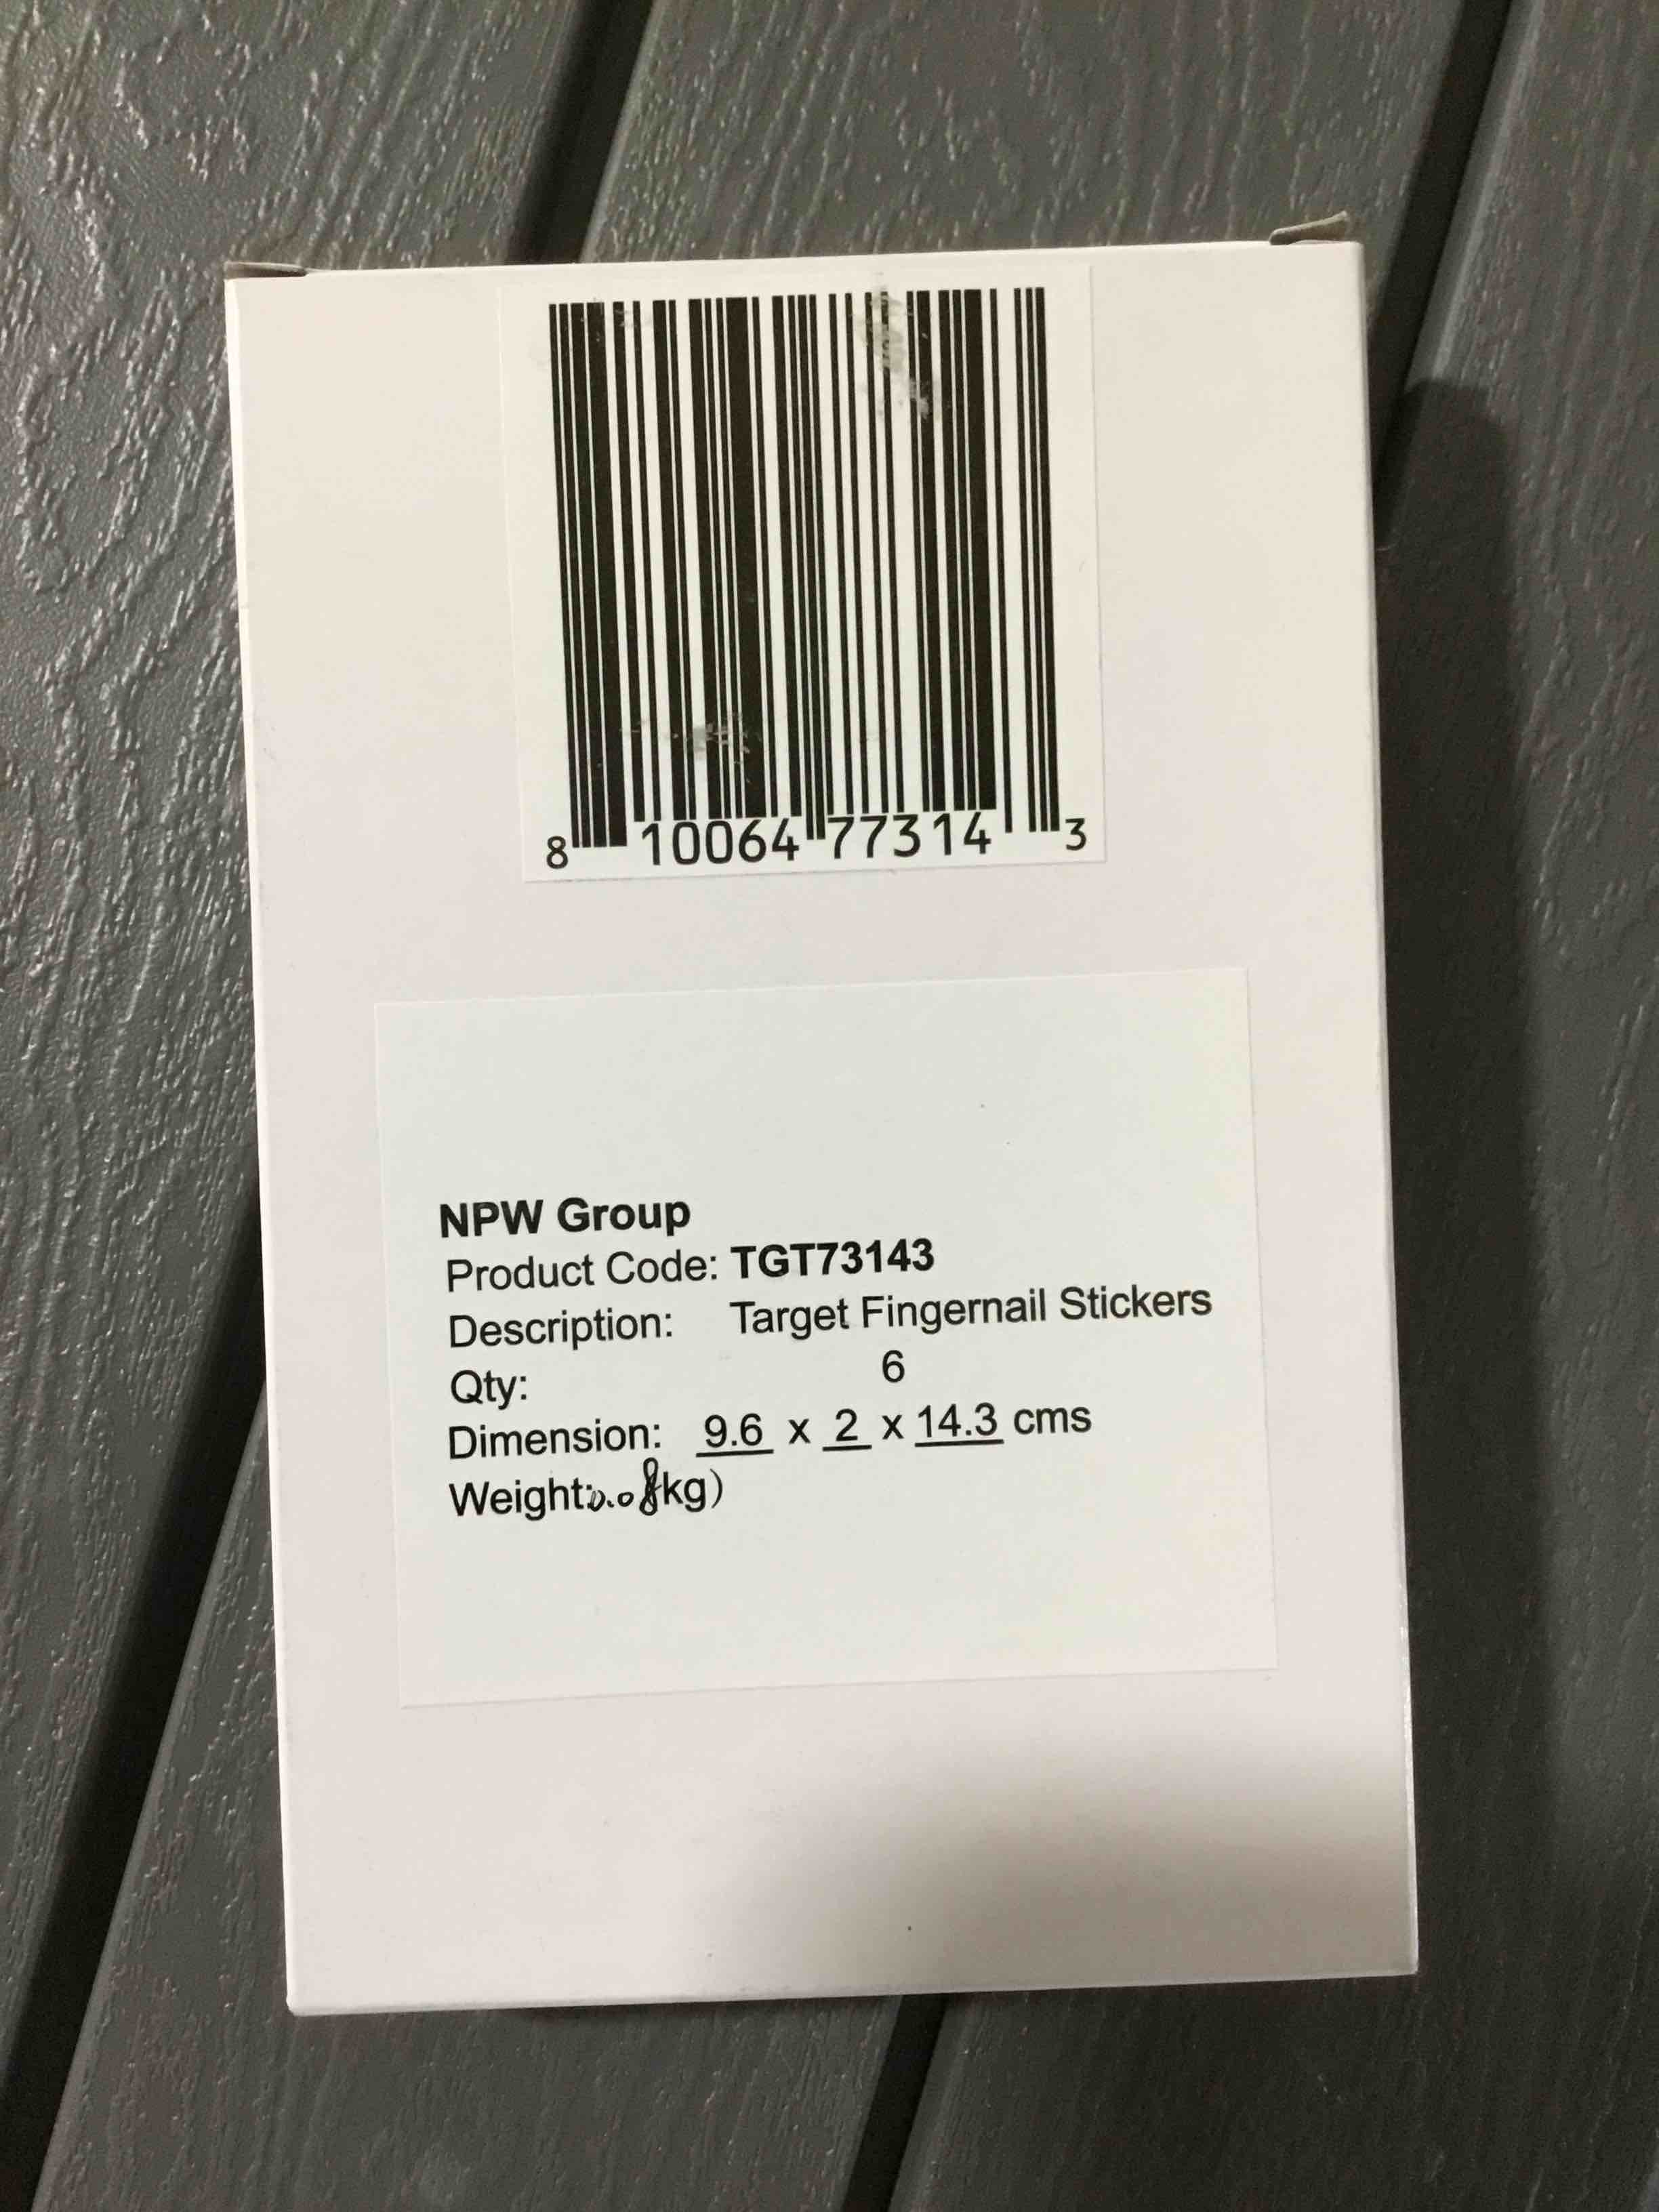 8 10064 77314 3
NPW Group
Product Code: TGT73143
Description: Target Fingernail Stickers
Qty: 6
Dimension: 9.6 x 2 x 14.3 cms
Weight: 0.08kg)